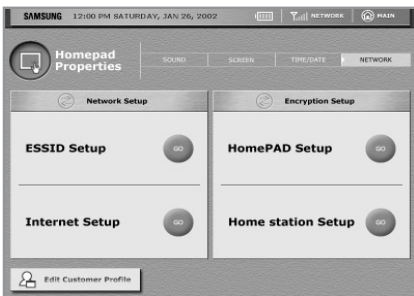 SAMSUNG 12:00 PM SATURDAY, JAN 26, 2002 NETWORK MAIN
Homepad
Properties
SOUND SCREEN TIME/DATE NETWORK
Network Setup Encryption Setup
ESSID Setup GO HomePAD Setup GO
Internet Setup GO Home station Setup GO
Edit Customer Profile